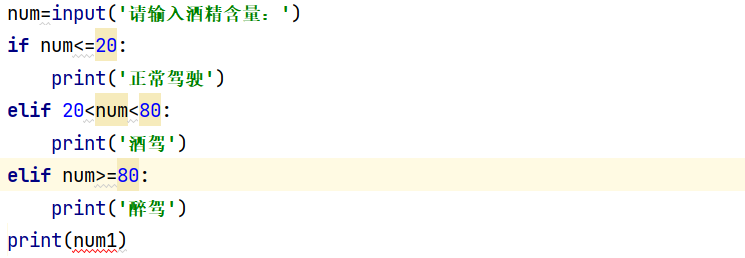 num=input('请输入酒精含量：')
if num<=20:
    print('正常驾驶')
elif 20<num<80:
    print('酒驾')
elif num>=80:
    print('醉驾')
print(num1)